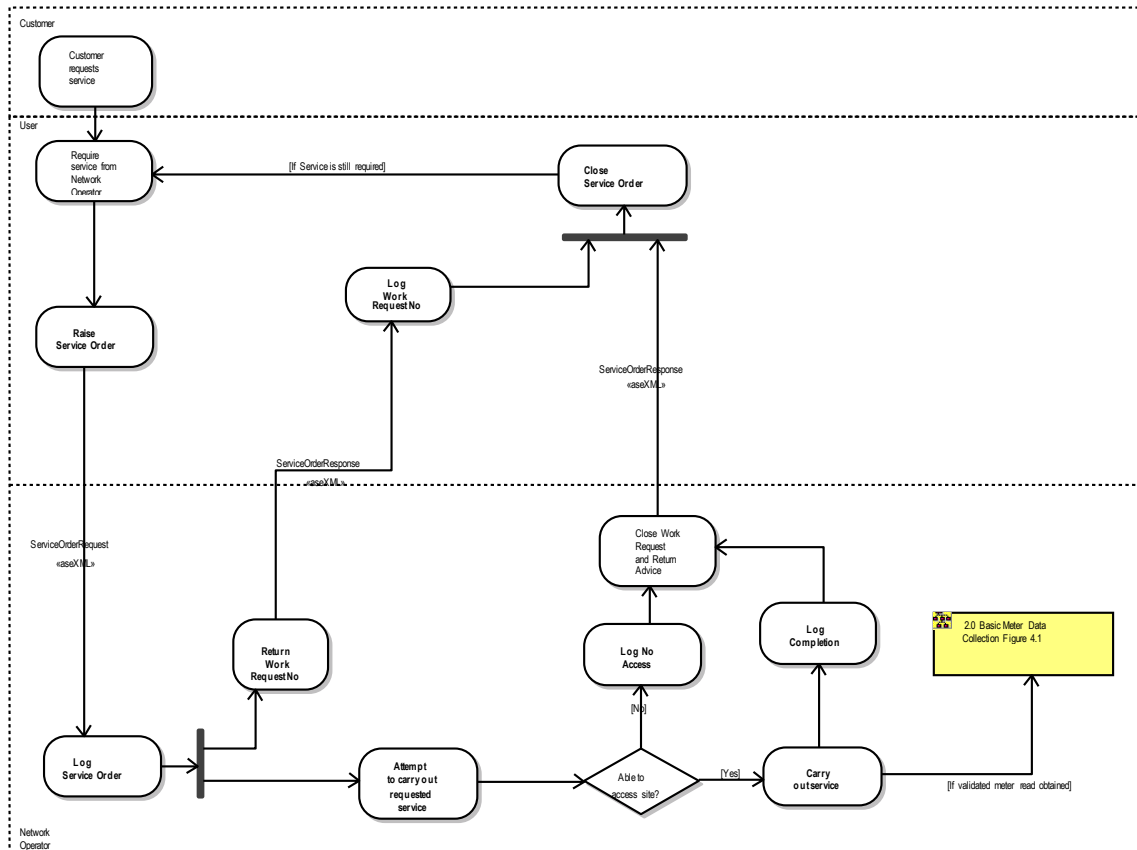 Customer
Customer
requests
service
User
Require
service from
Network
Operator
[If Service is still required]
Close
Service Order
Log
Work
RequestNo
Raise
Service Order
ServiceOrderResponse
«aseXML»
ServiceOrderResponse
«aseXML»
ServiceOrderRequest
«aseXML»
Close Work
Request
and Return
Advice
Return
Work
RequestNo
Log No
Access
Log
Completion
2.0 Basic Meter Data
Collection Figure 4.1
[No]
Log
Service Order
Attempt
to carry out
requested
service
Able to
access site?
[Yes]
Carry
out service
[If validated meter read obtained]
Network
Operator